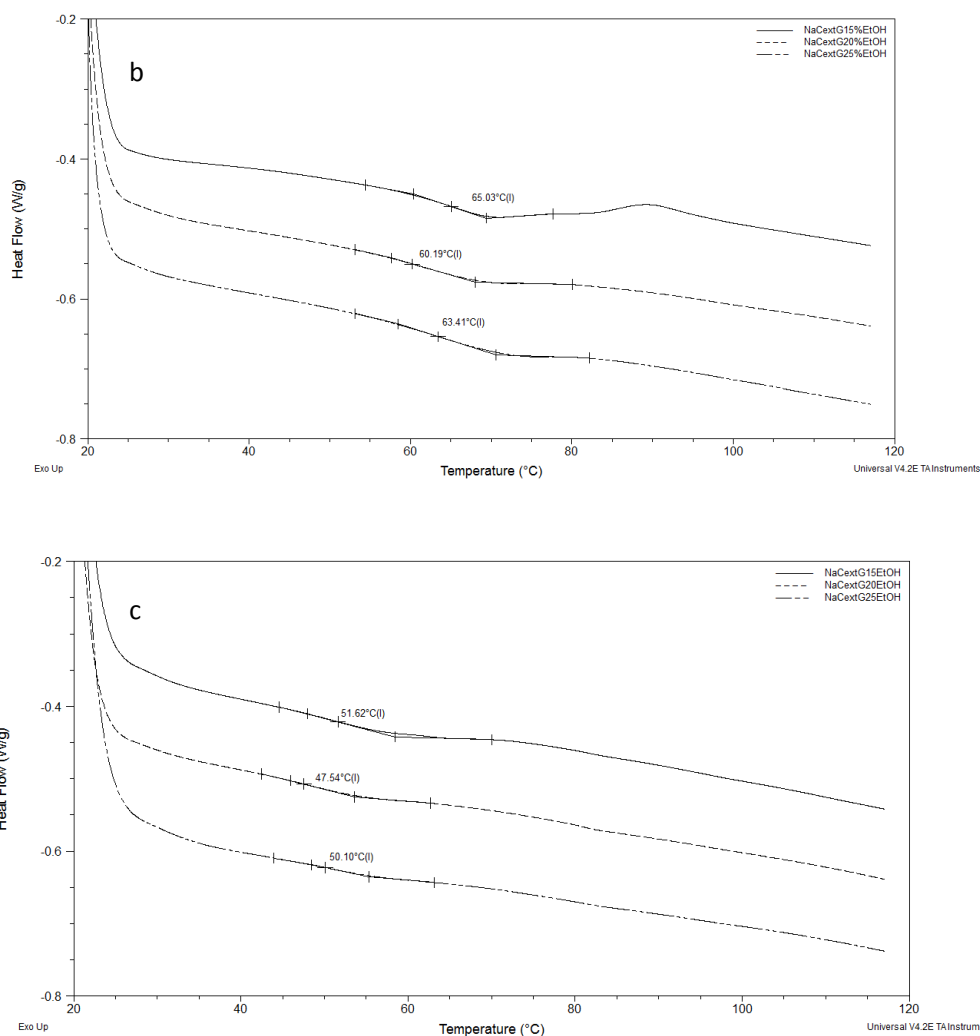 -0.2
NaCextG15%EtOH
NaCextG20%EtOH
NaCextG25%EtOH
b
-0.4
65.03°C(I)
60.19°C(I)
Heat Flow (W/g)
-0.6
63.41°C(I)
-0.8
20 40 60 80 100 120
Exo Up Temperature (°C) Universal V4.2E TA Instruments
-0.2
NaCextG15EtOH
NaCextG20EtOH
NaCextG25EtOH
c
-0.4
51.62°C(I)
47.54°C(I)
Heat Flow (W/g)
-0.6
50.10°C(I)
-0.8
20 40 60 80 100 120
Exo Up Temperature (°C) Universal V4.2E TA Instrum